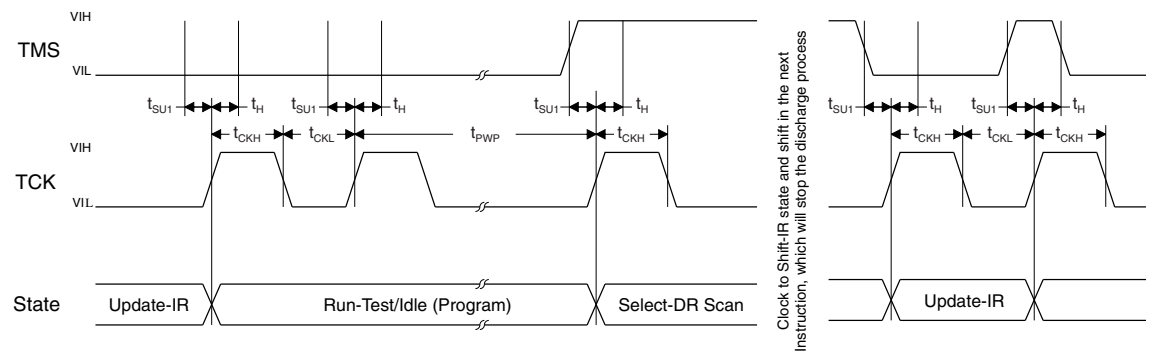 VIH
TMS
VIL
tSU1 tH tSU1 tH tSU1 tH tSU1 tH tSU1 tH
tCKH tCKL tPWP tCKH tCKH tCKL tCKH
VIH
TCK
VIL
State Update-IR Run-Test/Idle (Program) Select-DR Scan Update-IR
Clock to Shift-IR state and shift in the next
Instruction, which will stop the discharge process